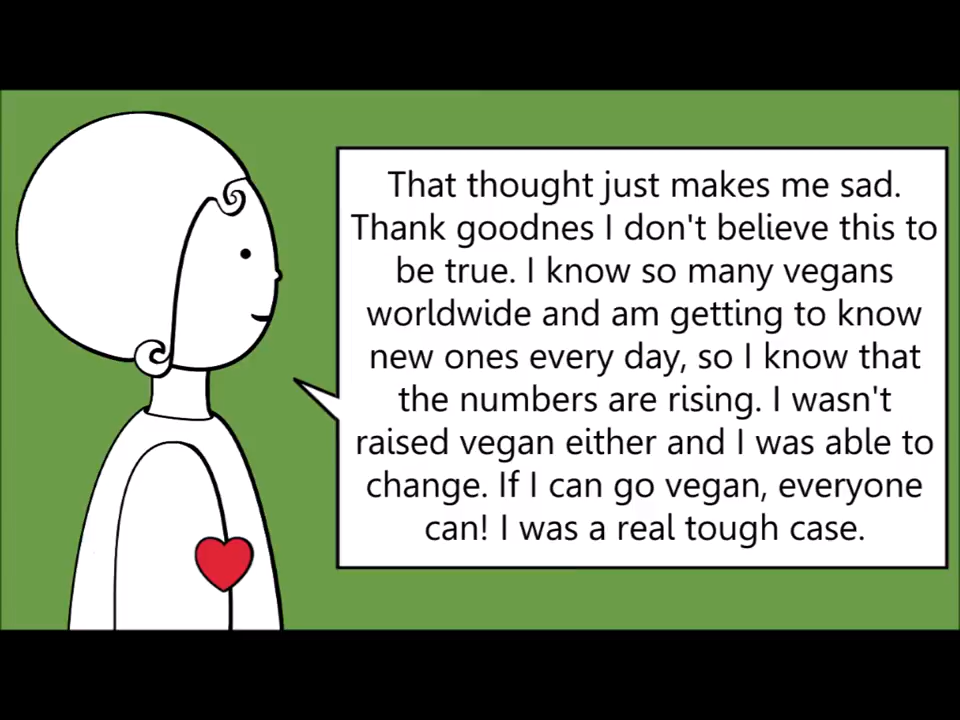 That thought just makes me sad.
Thank goodnes I don't believe this to
be true. I know so many vegans
worldwide and am getting to know
new ones every day, so I know that
the numbers are rising. I wasn't
raised vegan either and I was able to
change. If I can go vegan, everyone
can! I was a real tough case.